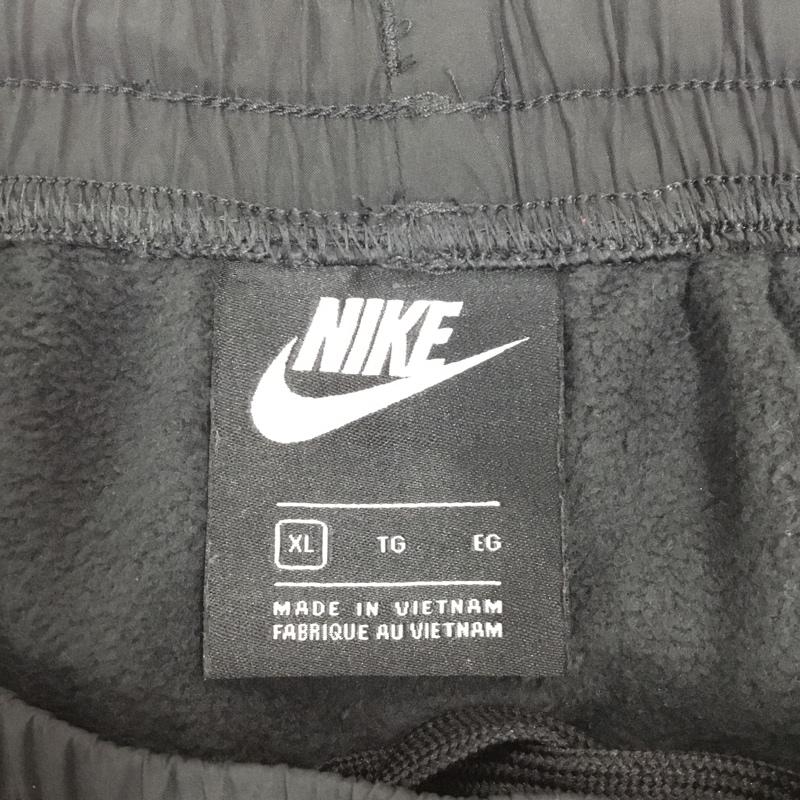 NIKE
XL TG EG
MADE IN VIETNAM
FABRIQUE AU VIETNAM